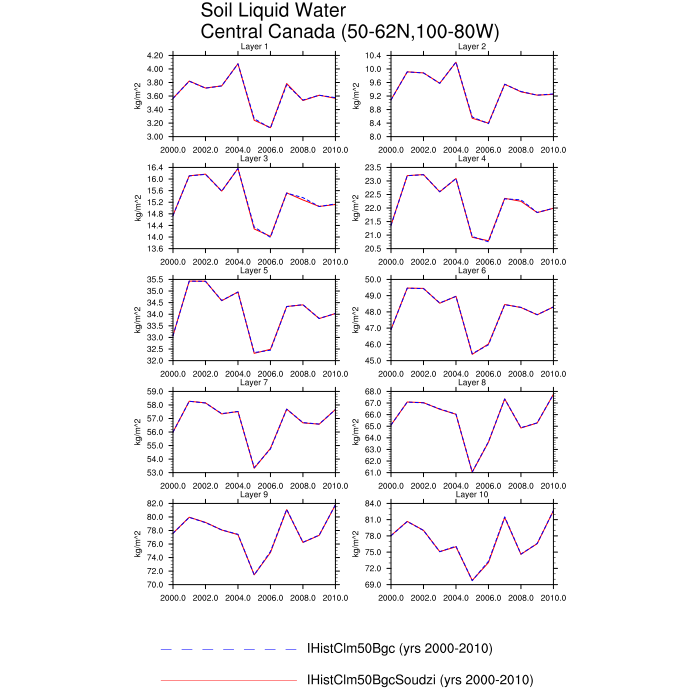 Soil Liquid Water
Central Canada (50-62N,100-80W)
Layer 1
4.20
3.99
3.80
3.60
3.40
3.20
3.00
kg/m^2
2000.0 2002.0 2004.0 2006.0 2008.0 2010.0
Layer 2
10.4
10.0
9.6
9.2
8.8
8.4
8.0
kg/m^2
2000.0 2002.0 2004.0 2006.0 2008.0 2010.0
Layer 3
16.4
16.0
15.6
15.2
14.8
14.4
14.0
13.6
kg/m^2
2000.0 2002.0 2004.0 2006.0 2008.0 2010.0
Layer 4
23.5
23.0
22.5
22.0
21.5
21.0
20.5
kg/m^2
2000.0 2002.0 2004.0 2006.0 2008.0 2010.0
Layer 5
35.5
35.0
34.5
34.0
33.5
33.0
32.5
32.0
kg/m^2
2000.0 2002.0 2004.0 2006.0 2008.0 2010.0
Layer 6
50.0
49.0
48.0
47.0
46.0
45.0
kg/m^2
2000.0 2002.0 2004.0 2006.0 2008.0 2010.0
Layer 7
59.0
58.0
57.0
56.0
55.0
54.0
53.0
kg/m^2
2000.0 2002.0 2004.0 2006.0 2008.0 2010.0
Layer 8
68.0
67.0
66.0
65.0
64.0
63.0
62.0
61.0
kg/m^2
2000.0 2002.0 2004.0 2006.0 2008.0 2010.0
Layer 9
82.0
80.0
78.0
76.0
74.0
72.0
70.0
kg/m^2
2000.0 2002.0 2004.0 2006.0 2008.0 2010.0
Layer 10
84.0
81.0
78.0
75.0
72.0
69.0
kg/m^2
2000.0 2002.0 2004.0 2006.0 2008.0 2010.0
IHistClm50Bgc (yrs 2000-2010)
IHistClm50BgcSoudzi (yrs 2000-2010)